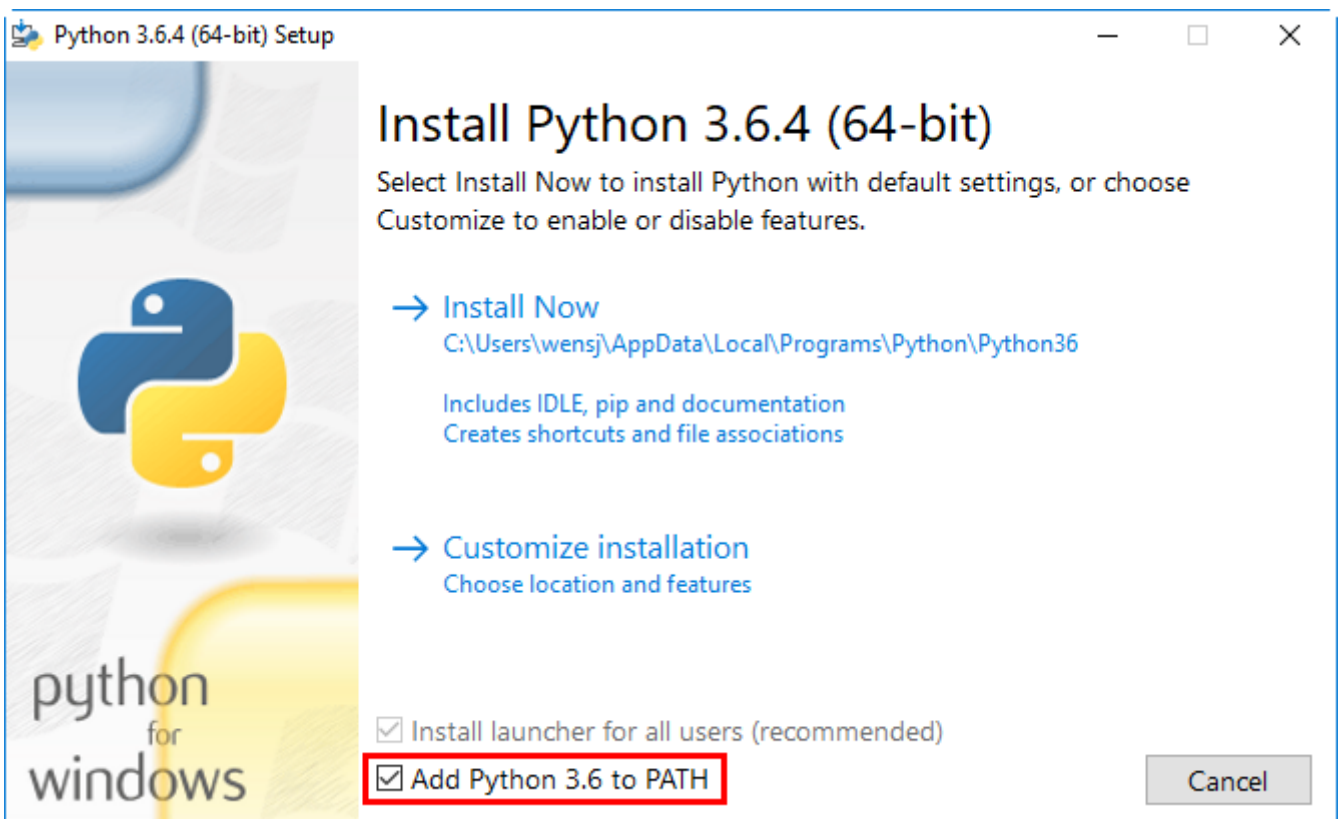 Python 3.6.4 (64-bit) Setup
Install Python 3.6.4 (64-bit)
Select Install Now to install Python with default settings, or choose
Customize to enable or disable features.
Install Now
C:\Users\wensj\AppData\Local\Programs\Python\Python36
Includes IDLE, pip and documentation
Creates shortcuts and file associations
Customize installation
Choose location and features
python
for
windows
Install launcher for all users (recommended)
Add Python 3.6 to PATH
Cancel